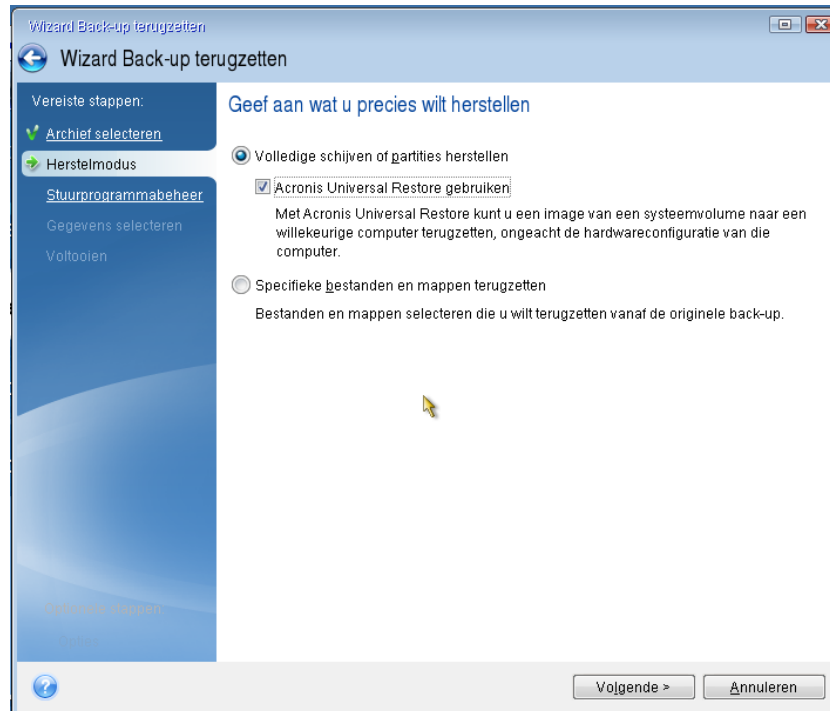 Wizard Back-up terugzetten
Wizard Back-up terugzetten
Vereiste stappen:
Archief selecteren
Herstelmodus
Stuurprogrammabeheer
Gegevens selecteren
Voltooien
Geef aan wat u precies wilt herstellen
Volledige schijven of partities herstellen
Acronis Universal Restore gebruiken
Met Acronis Universal Restore kunt u een image van een systeemvolume naar een
willekeurige computer terugzetten, ongeacht de hardwareconfiguratie van die
computer.
Specifieke bestanden en mappen terugzetten
Bestanden en mappen selecteren die u wilt terugzetten vanaf de originele back-up.
stappen
Volgende >
Annuleren